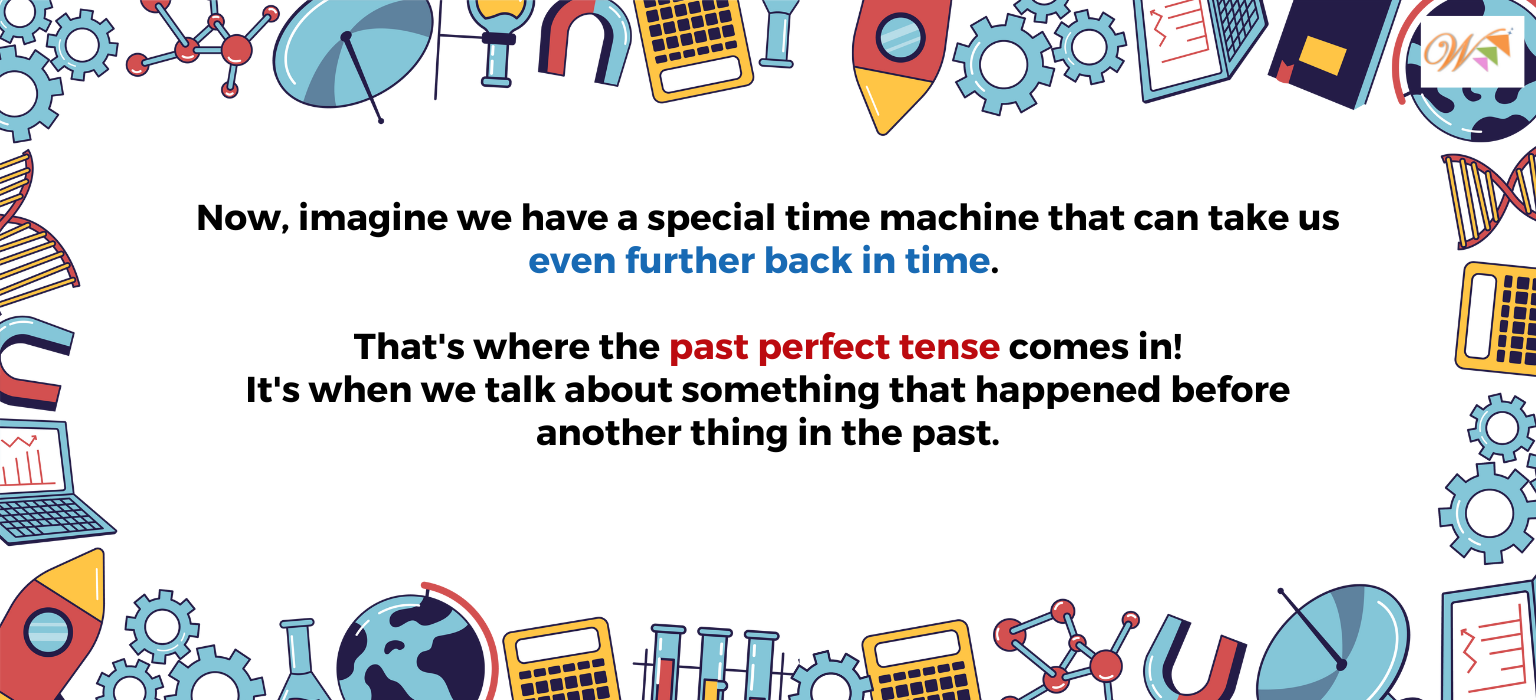 W
Now, imagine we have a special time machine that can take us
even further back in time.
That's where the past perfect tense comes in!
It's when we talk about something that happened before
another thing in the past.